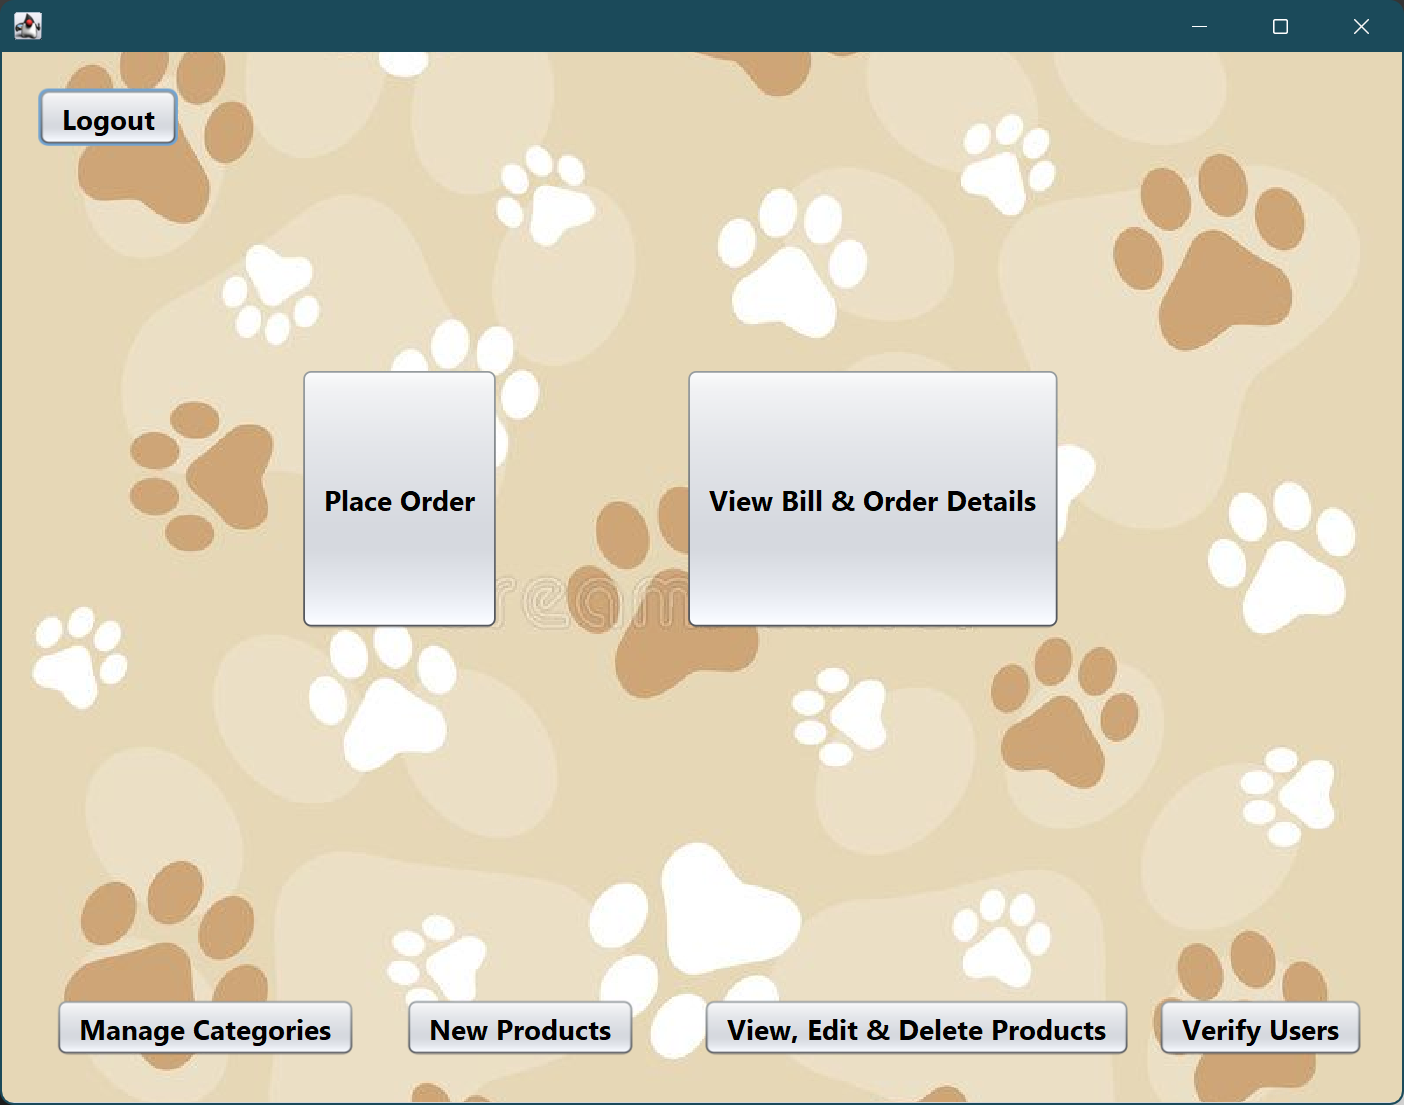 Logout
Place Order
View Bill & Order Details
Manage Categories
New Products
View, Edit & Delete Products
Verify Users